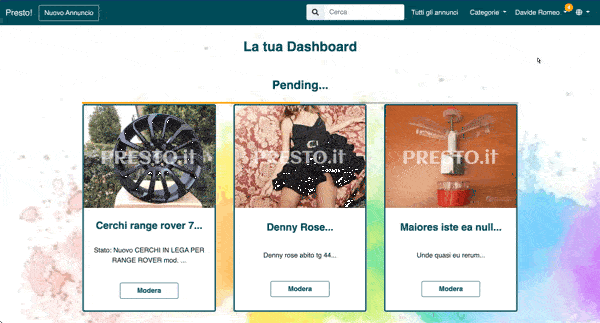 Presto!
Nuovo Annuncio
Cerca
Tutti gli annunci
Categorie
Davide Romeo
La tua Dashboard
Pending...
PRESTO.it
PRESTO.it
PRESTO.it
Cerchi range rover 7...
Denny Rose...
Maiores iste ea null...
Stato: Nuovo CERCHI IN LEGA PER
RANGE ROVER mod. ...
Denny rose abito tg 44...
Unde quasi eu rerum...
Modera
Modera
Modera